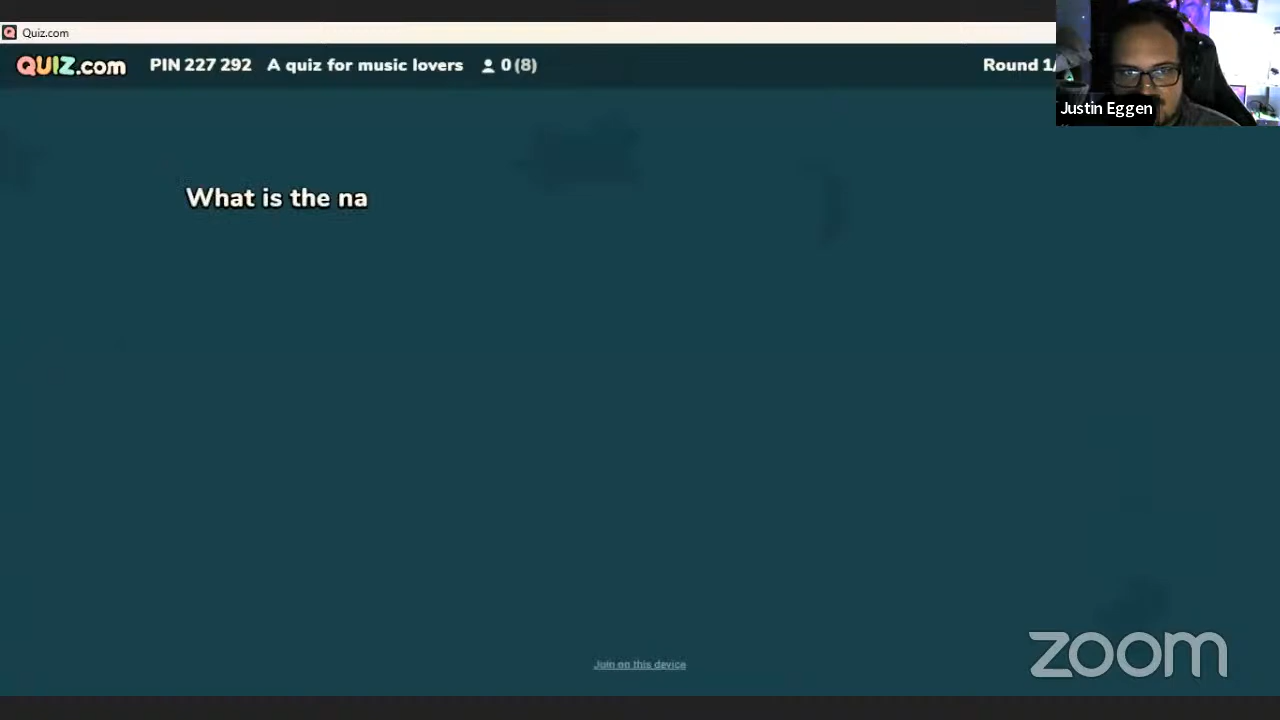 Quiz.com
QUIZ.com PIN 227 292 A quiz for music lovers 0 (8) Round 1/
Justin Eggen
What is the na
Join on this device
zoom